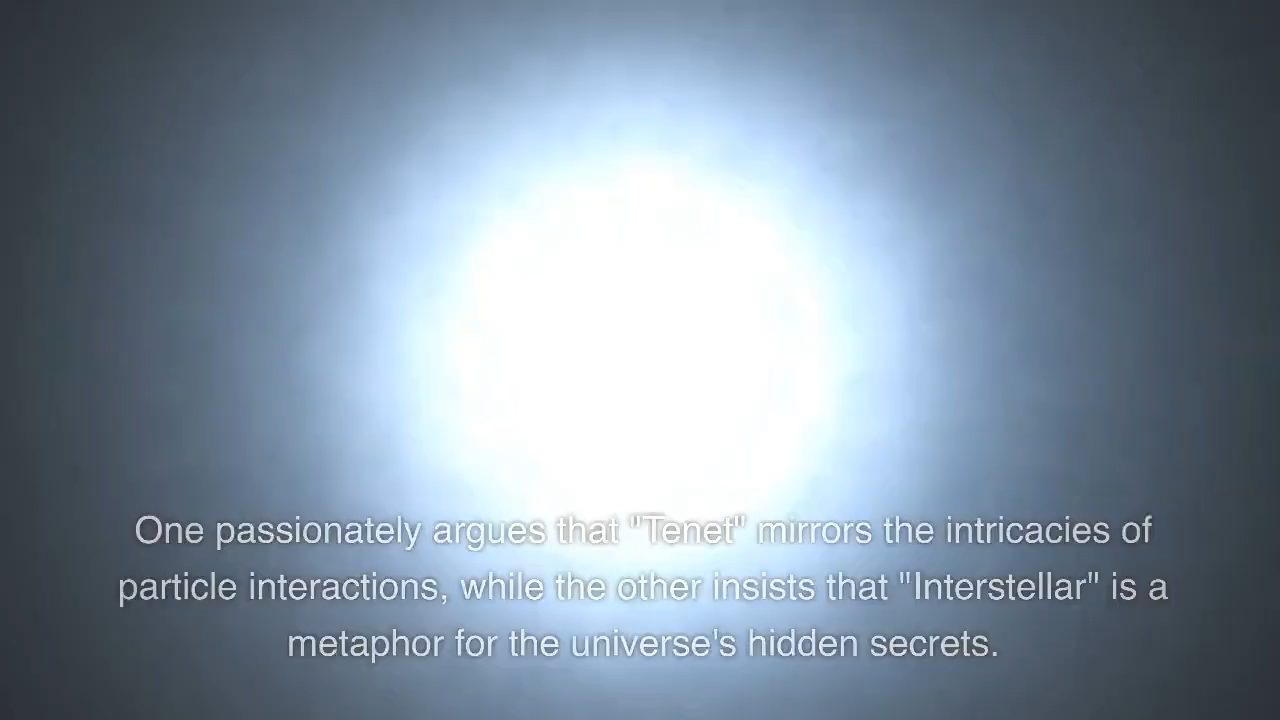 One passionately argues that "Tenet" mirrors the intricacies of
particle interactions, while the other insists that "Interstellar" is a
metaphor for the universe's hidden secrets.